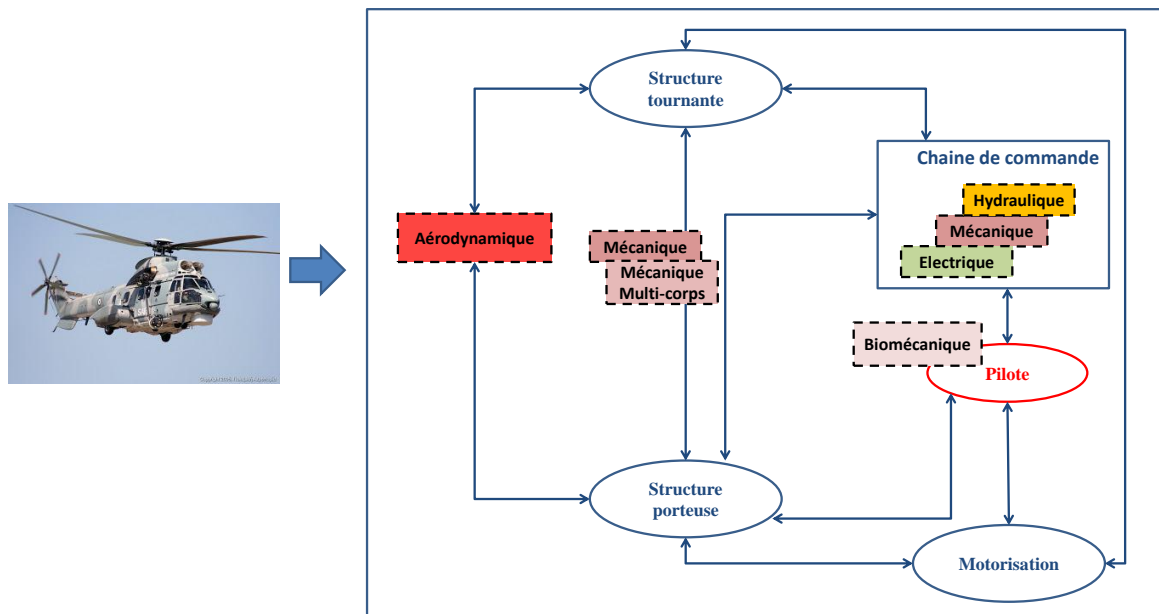 Structure
tournante
Chaine de commande
Hydraulique
Mécanique
Electrique
Aérodynamique
Mécanique
Mécanique
Multi-corps
Biomécanique
Pilote
Structure
porteuse
Motorisation